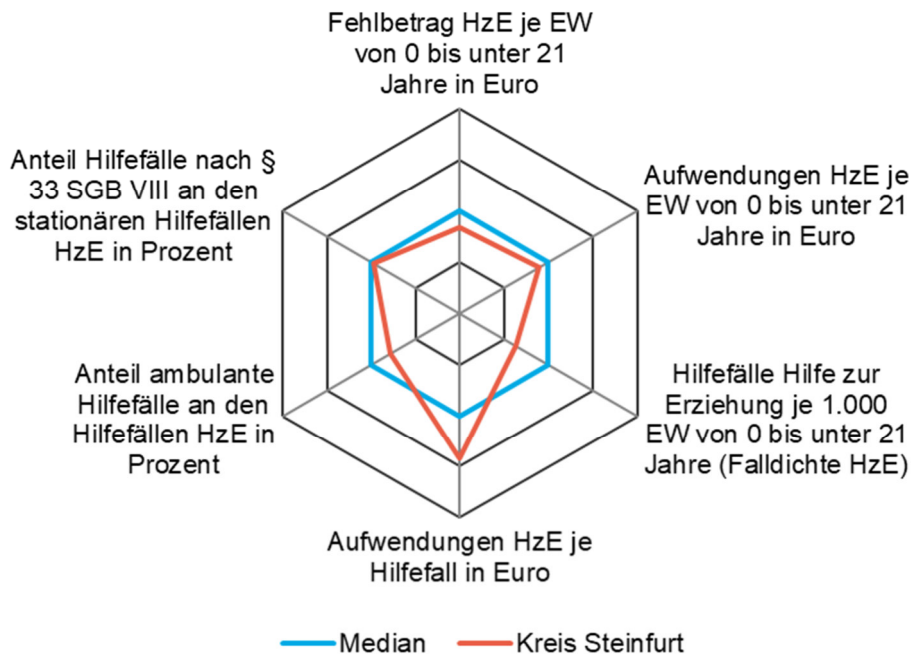 Fehlbetrag HzE je EW
von 0 bis unter 21
Jahre in Euro
Aufwendungen HzE je
EW von 0 bis unter 21
Jahre in Euro
Hilfefälle Hilfe zur
Erziehung je 1.000
EW von 0 bis unter 21
Jahre (Falldichte HzE)
Aufwendungen HzE je
Hilfefall in Euro
Anteil ambulante
Hilfefälle an den
Hilfefällen HzE in
Prozent
Anteil Hilfefälle nach §
33 SGB VIII an den
stationären Hilfefällen
HzE in Prozent
Median
Kreis Steinfurt